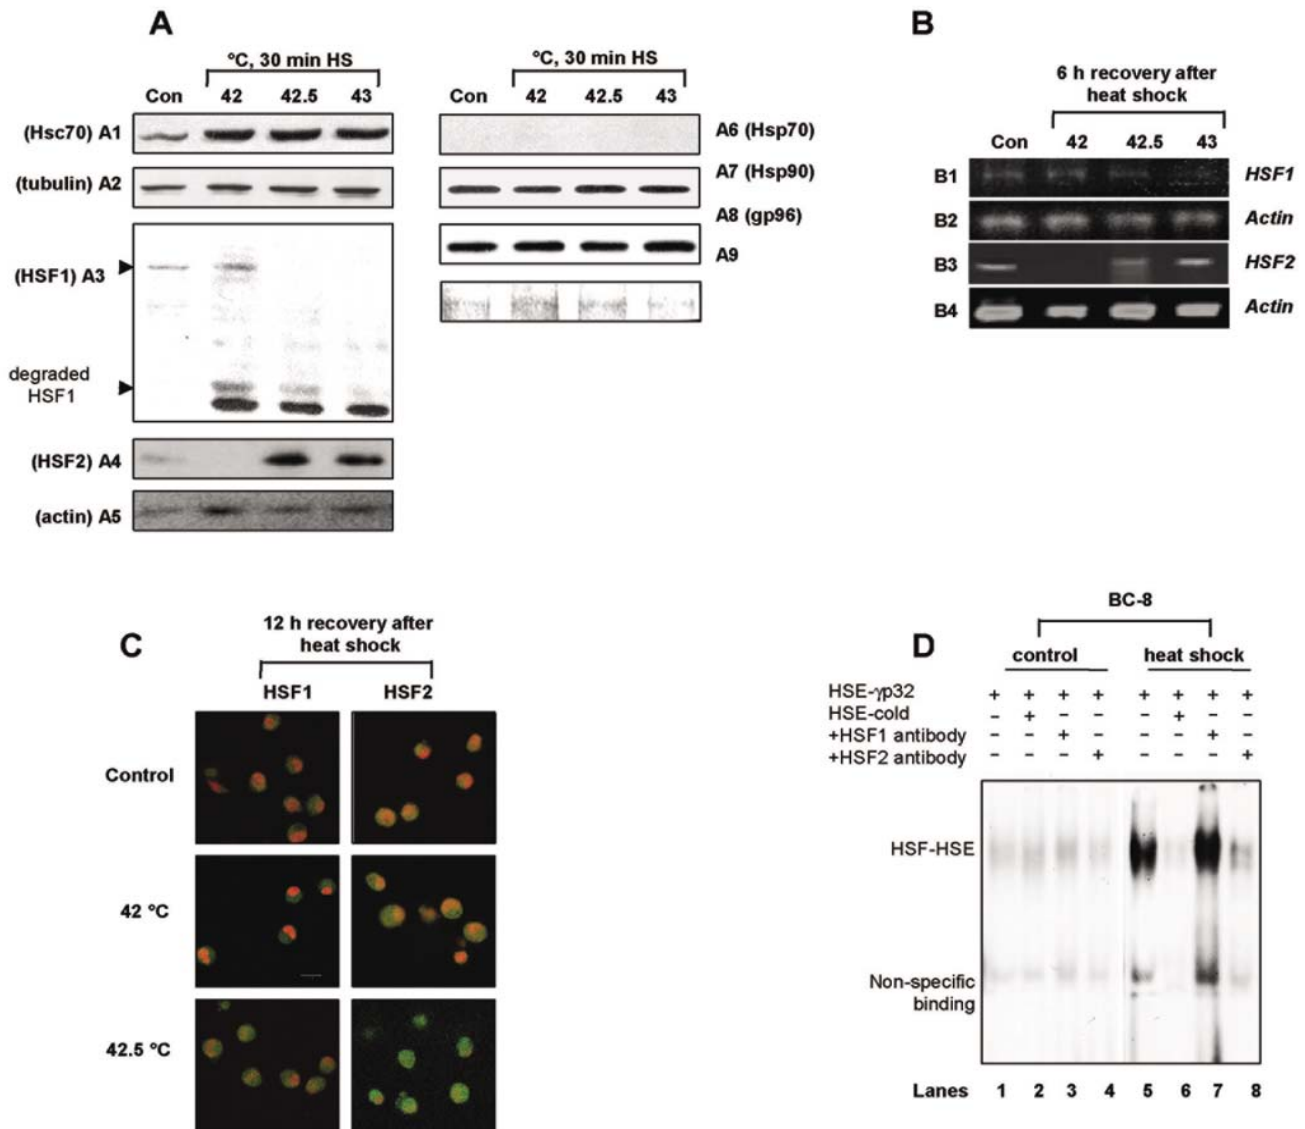 A
°C, 30 min HS
Con 42 42.5 43
(Hsc70) A1
(tubulin) A2
(HSF1) A3
degraded
HSF1
(HSF2) A4
(actin) A5
°C, 30 min HS
Con 42 42.5 43
A6 (Hsp70)
A7 (Hsp90)
A8 (gp96)
A9
B
6 h recovery after
heat shock
Con 42 42.5 43
B1 HSF1
B2 Actin
B3 HSF2
B4 Actin
C
12 h recovery after
heat shock
HSF1 HSF2
Control
42 °C
42.5 °C
D
BC-8
control heat shock
HSE-γp32 + + + + + + + +
HSE-cold - + - - - + - -
+HSF1 antibody - - + - - - + -
+HSF2 antibody - - - + - - - +
HSF-HSE
Non-specific
binding
Lanes 1 2 3 4 5 6 7 8